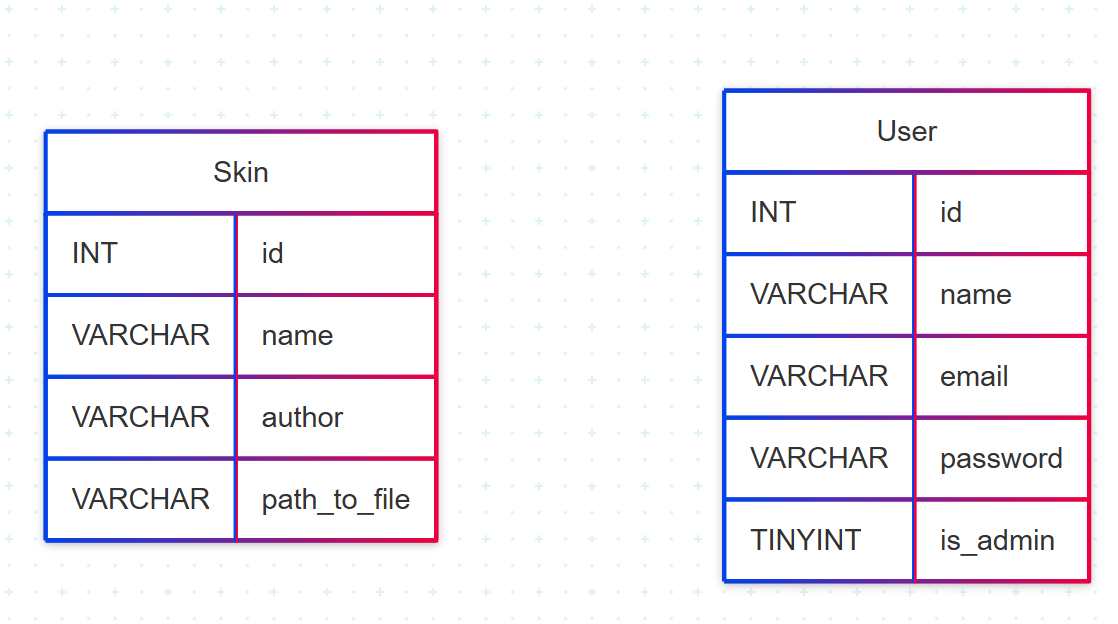 Skin
INT id
VARCHAR name
VARCHAR author
VARCHAR path_to_file
User
INT id
VARCHAR name
VARCHAR email
VARCHAR password
TINYINT is_admin